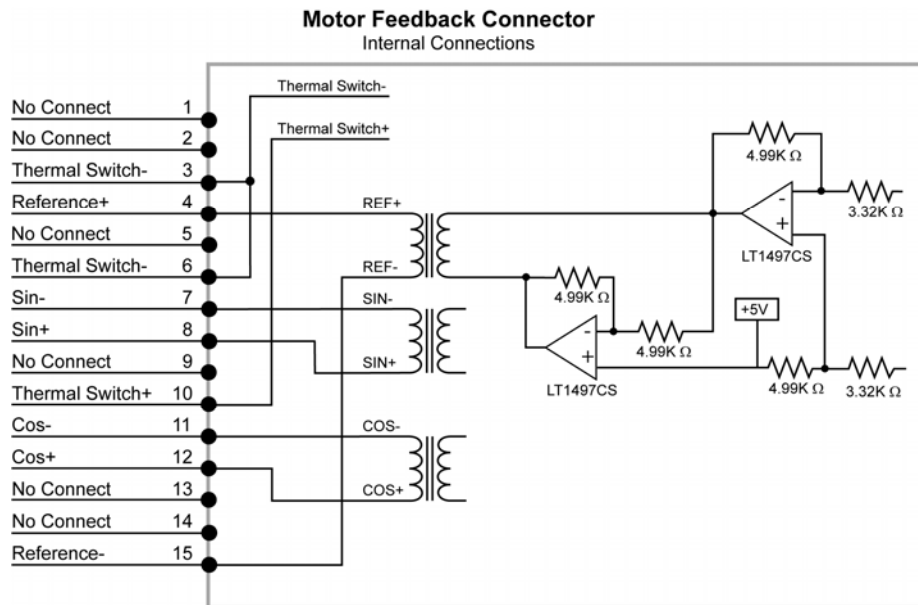 Motor Feedback Connector
Internal Connections
Thermal Switch-
No Connect 1
Thermal Switch+
No Connect 2
4.99K Ω
Thermal Switch- 3
3.32K Ω
Reference+ 4
REF+
-
+
No Connect 5
LT1497CS
Thermal Switch- 6
REF-
Sin- 7
SIN-
4.99K Ω
+5V
Sin+ 8
-
4.99K Ω
SIN+
+
No Connect 9
LT1497CS
4.99K Ω
3.32K Ω
Thermal Switch+ 10
Cos- 11
COS-
Cos+ 12
COS+
No Connect 13
No Connect 14
Reference- 15